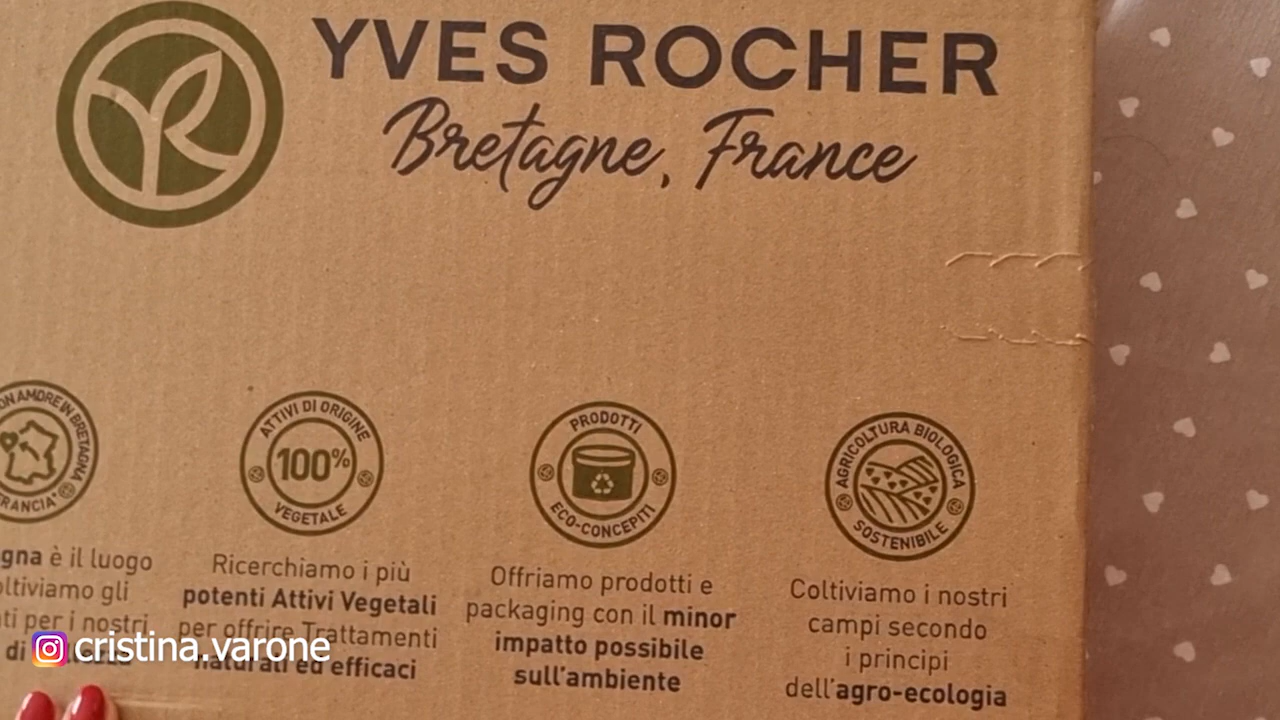 YVES ROCHER
Bretagne, France
ON AMORE IN BRETAGNA
ATTIVI DI ORIGINE
100%
VEGETALE
PRODOTTI
ECO-CONCEPITI
AGRICOLTURA BIOLOGICA
SOSTENIBILE
gna è il luogo
oltiviamo gli
ti per i nostri
di
Ricerchiamo i più
potenti Attivi Vegetali
per offrire Trattamenti
naturali ed efficaci
Offriamo prodotti e
packaging con il minor
impatto possibile
sull'ambiente
Coltiviamo i nostri
campi secondo
i principi
dell'agro-ecologia
cristina.varone